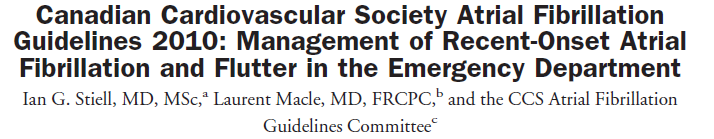 Canadian Cardiovascular Society Atrial Fibrillation
Guidelines 2010: Management of Recent-Onset Atrial
Fibrillation and Flutter in the Emergency Department
Ian G. Stiell, MD, MSc,ᵃ Laurent Macle, MD, FRCPC,ᵇ and the CCS Atrial Fibrillation
Guidelines Committeeᶜ